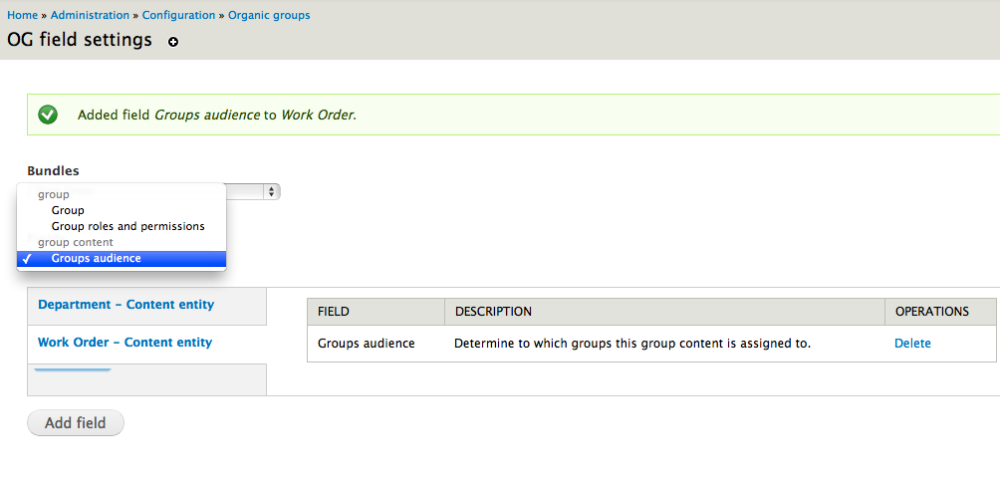 Home » Administration » Configuration » Organic groups
OG field settings
Added field Groups audience to Work Order.
Bundles
group
Group
Group roles and permissions
group content
Groups audience
Department - Content entity
Work Order - Content entity
FIELD DESCRIPTION OPERATIONS
Groups audience Determine to which groups this group content is assigned to. Delete
Add field